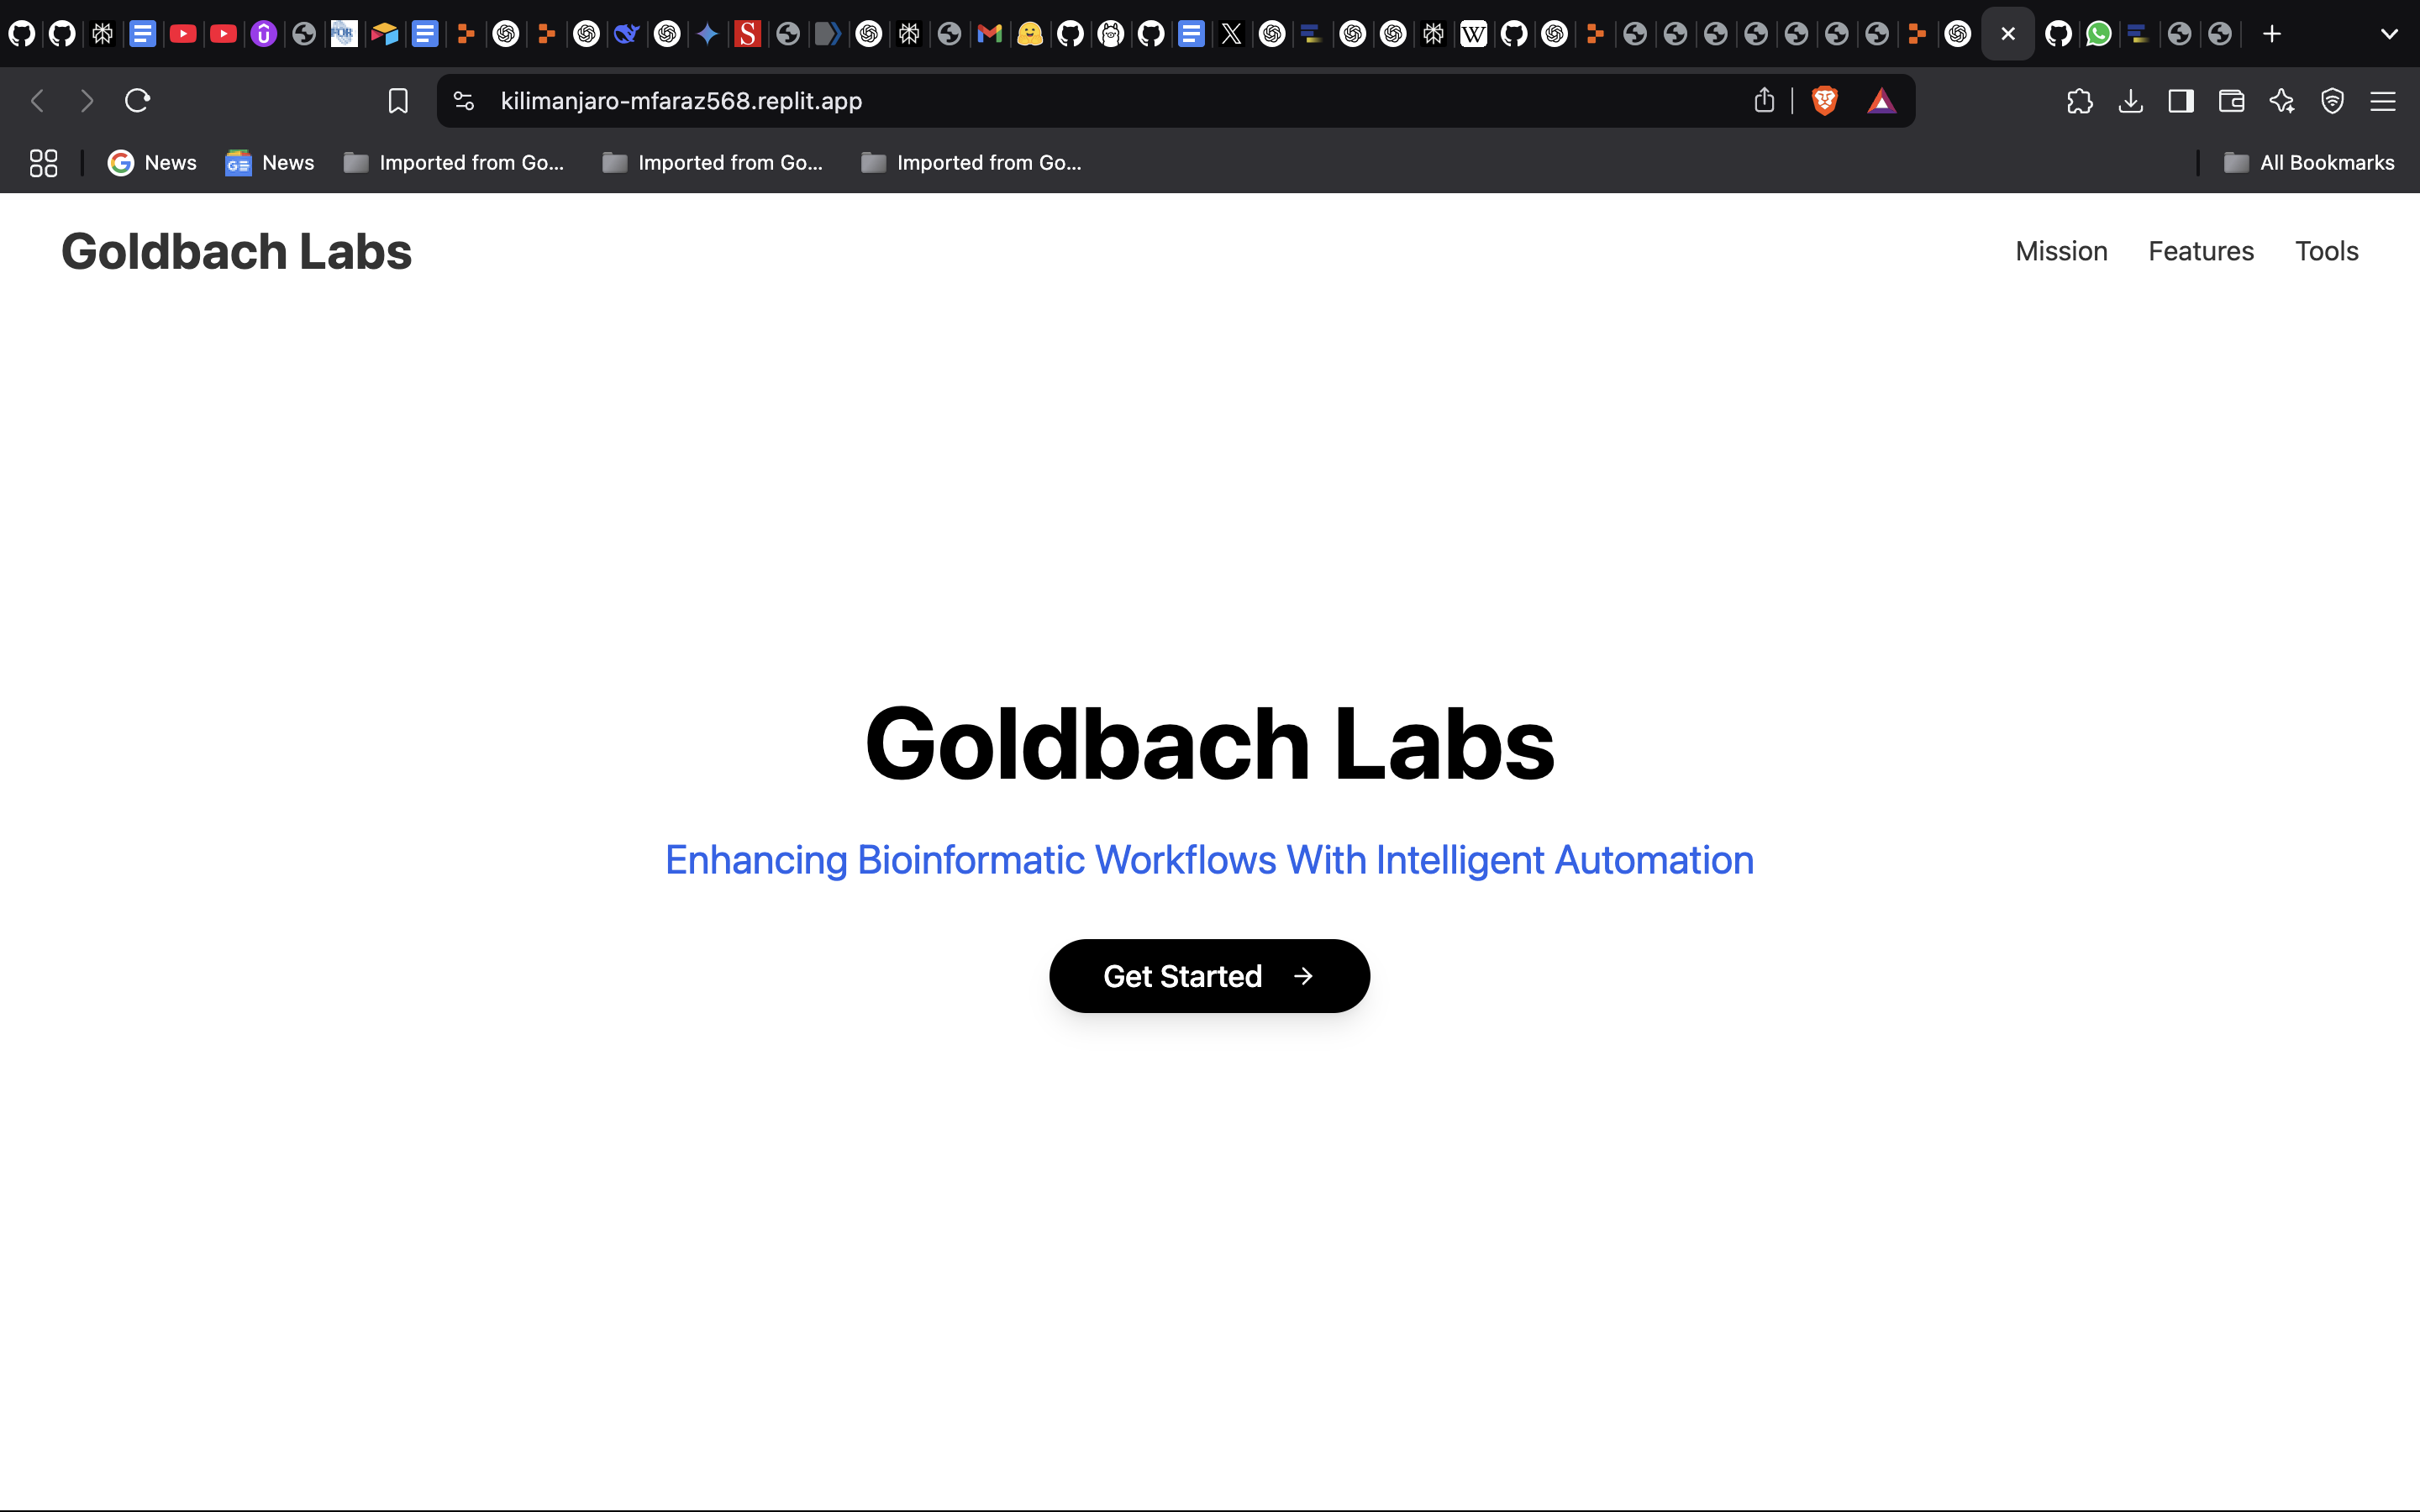 FOR
S
X
W
kilimanjaro-mfaraz568.replit.app
News
News
Imported from Go...
Imported from Go...
Imported from Go...
All Bookmarks
Goldbach Labs
Mission
Features
Tools
Goldbach Labs
Enhancing Bioinformatic Workflows With Intelligent Automation
Get Started →